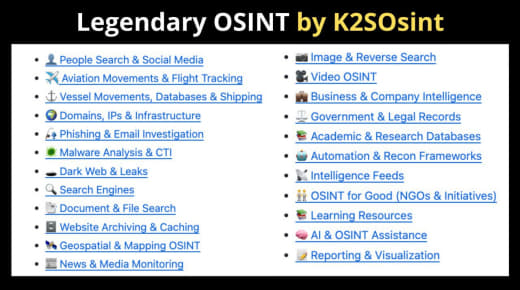 Legendary OSINT by K2SOsint
People Search & Social Media
Aviation Movements & Flight Tracking
Vessel Movements, Databases & Shipping
Domains, IPs & Infrastructure
Phishing & Email Investigation
Malware Analysis & CTI
Dark Web & Leaks
Search Engines
Document & File Search
Website Archiving & Caching
Geospatial & Mapping OSINT
News & Media Monitoring
Image & Reverse Search
Video OSINT
Business & Company Intelligence
Government & Legal Records
Academic & Research Databases
Automation & Recon Frameworks
Intelligence Feeds
OSINT for Good (NGOs & Initiatives)
Learning Resources
AI & OSINT Assistance
Reporting & Visualization